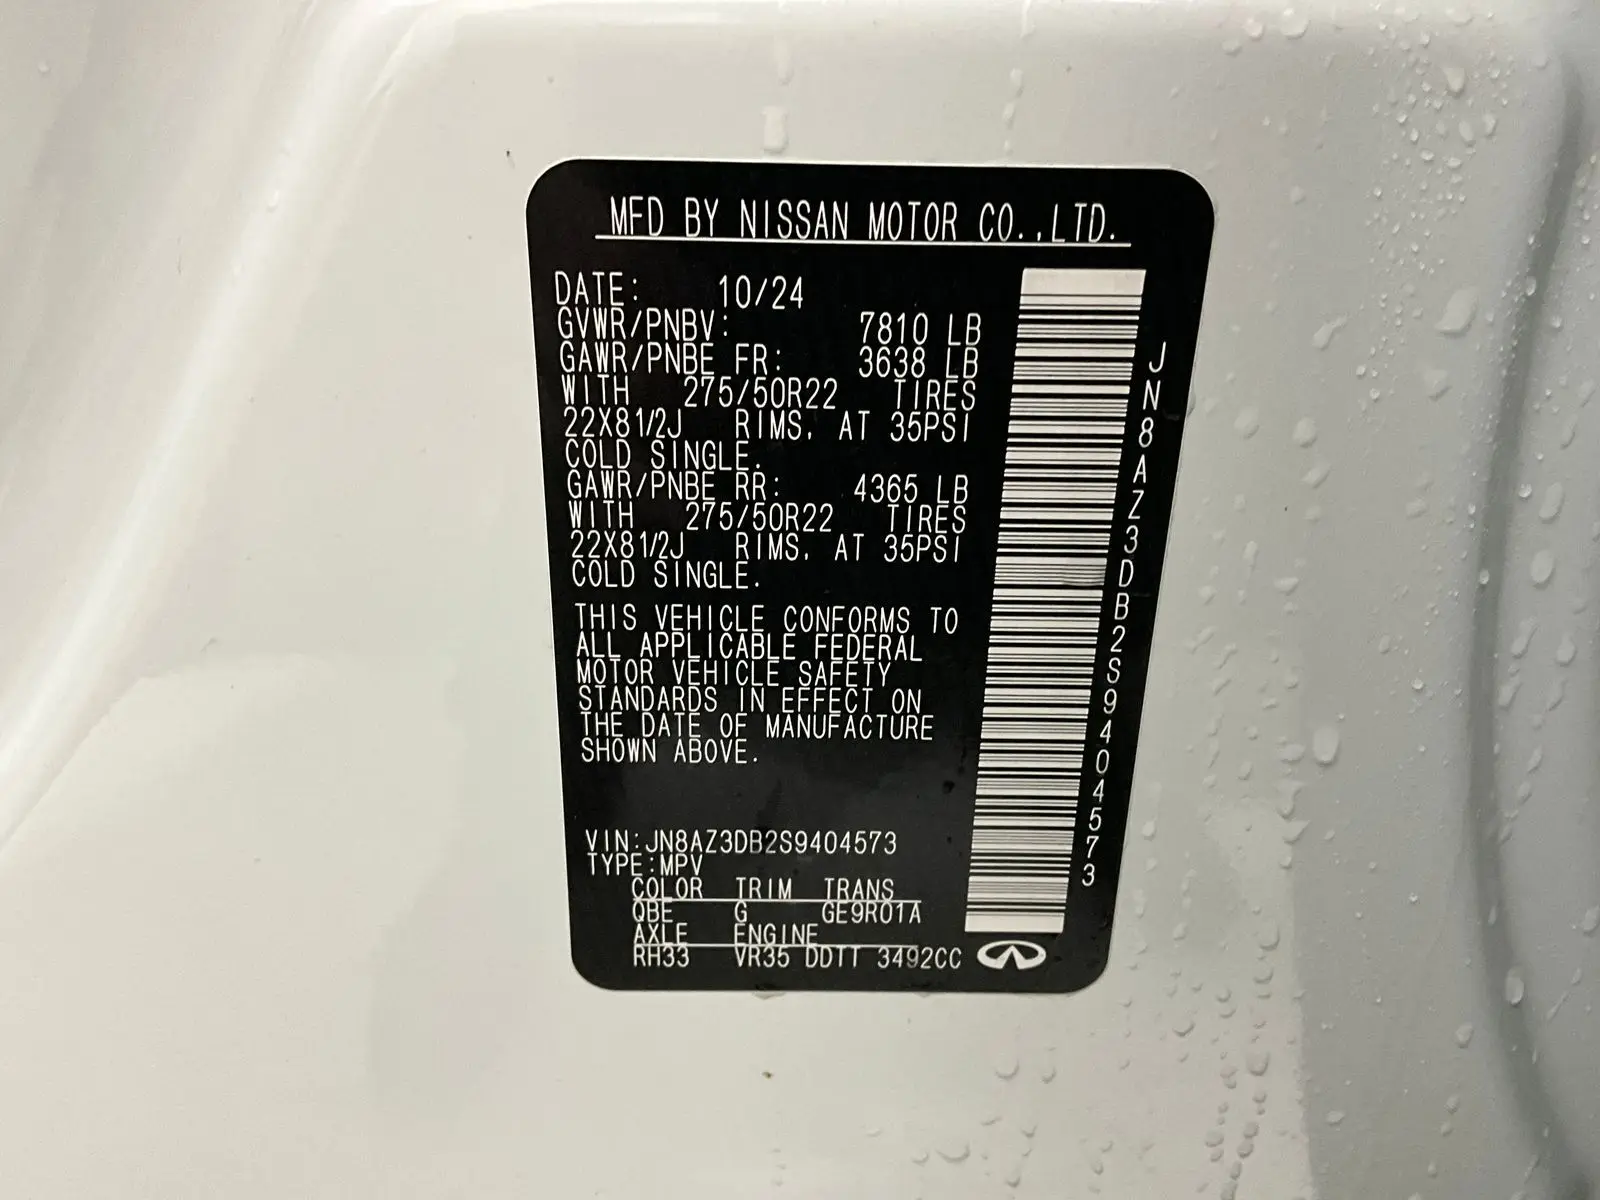 MFD BY NISSAN MOTOR CO.,LTD.
DATE: 10/24
GVWR/PNBV: 7810 LB
GAWR/PNBE FR: 3638 LB
WITH 275/50R22 TIRES
22X81/2J RIMS. AT 35PSI
COLD SINGLE.
GAWR/PNBE RR: 4365 LB
WITH 275/50R22 TIRES
22X81/2J RIMS. AT 35PSI
COLD SINGLE.
THIS VEHICLE CONFORMS TO
ALL APPLICABLE FEDERAL
MOTOR VEHICLE SAFETY
STANDARDS IN EFFECT ON
THE DATE OF MANUFACTURE
SHOWN ABOVE.
VIN:JN8AZ3DB2S9404573
TYPE:MPV
COLOR TRIM TRANS
QBE G GE9R01A
AXLE ENGINE
RH33 VR35 DDTT 3492CC
JN8AZ3DB2S9404573